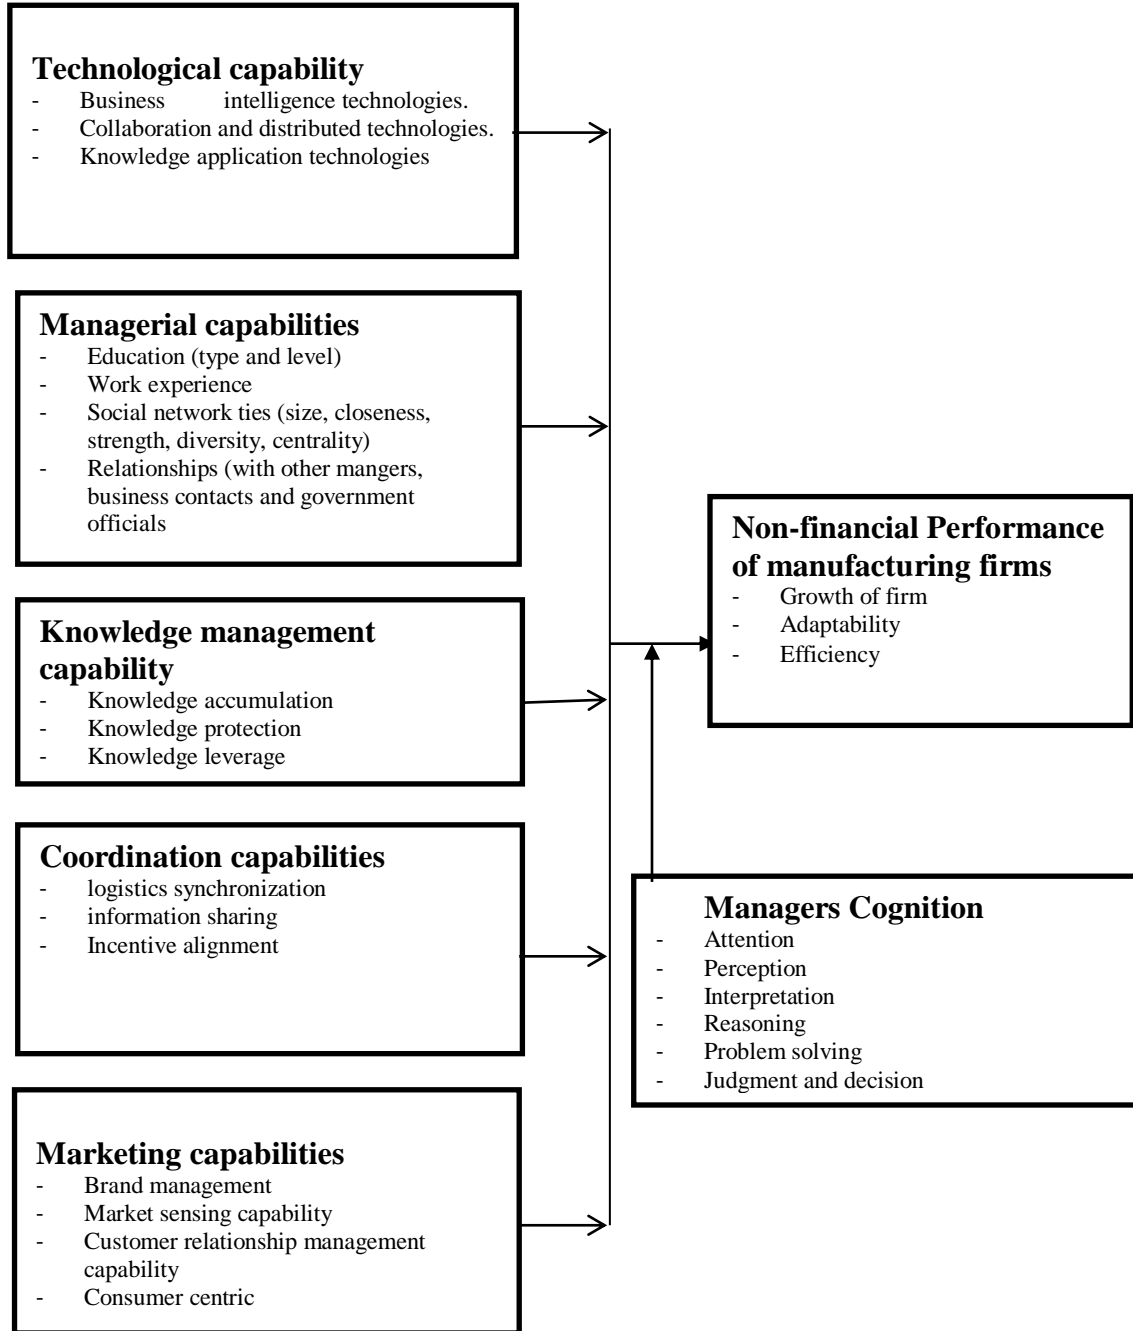 Technological capability
- Business intelligence technologies.
- Collaboration and distributed technologies.
- Knowledge application technologies
Managerial capabilities
- Education (type and level)
- Work experience
- Social network ties (size, closeness,
strength, diversity, centrality)
- Relationships (with other mangers,
business contacts and government
officials
Knowledge management
capability
- Knowledge accumulation
- Knowledge protection
- Knowledge leverage
Coordination capabilities
- logistics synchronization
- information sharing
- Incentive alignment
Marketing capabilities
- Brand management
- Market sensing capability
- Customer relationship management
capability
- Consumer centric
Non-financial Performance
of manufacturing firms
- Growth of firm
- Adaptability
- Efficiency
Managers Cognition
- Attention
- Perception
- Interpretation
- Reasoning
- Problem solving
- Judgment and decision